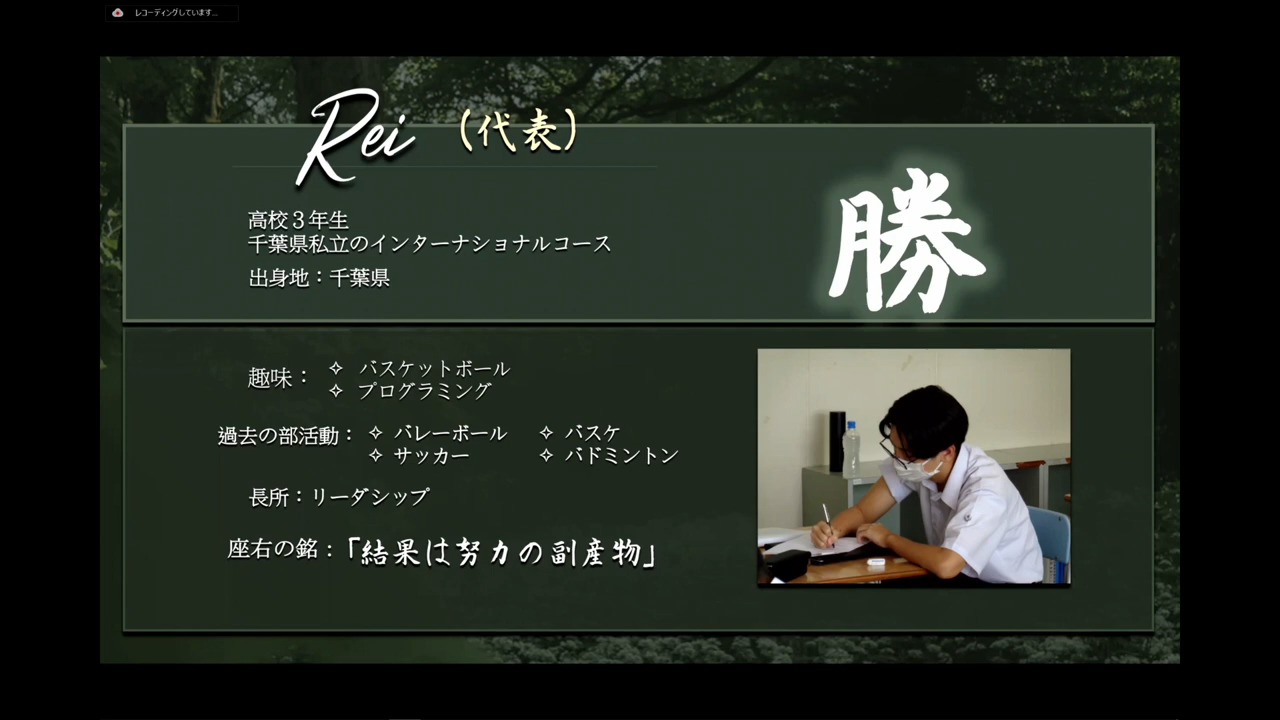 レコーディングしています...
Rei （代表）
勝
高校３年生
千葉県私立のインターナショナルコース
出身地：千葉県
趣味： ✧ バスケットボール
✧ プログラミング
過去の部活動： ✧ バレーボール ✧ バスケ
✧ サッカー ✧ バドミントン
長所：リーダシップ
座右の銘：「結果は努力の副産物」